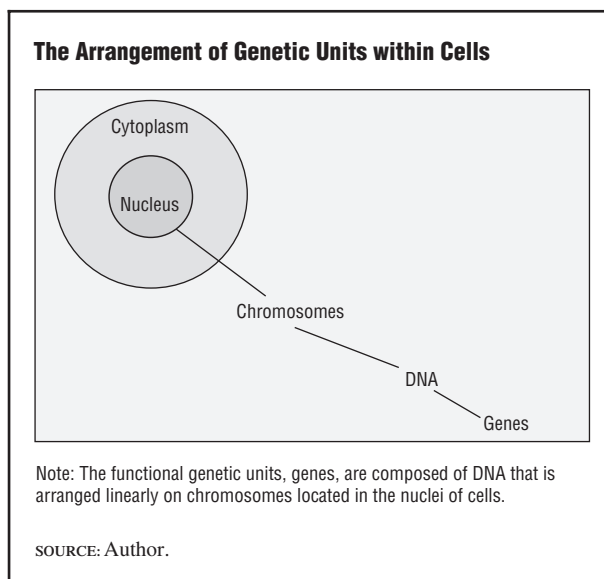 The Arrangement of Genetic Units within Cells
Cytoplasm
Nucleus
Chromosomes
DNA
Genes
Note: The functional genetic units, genes, are composed of DNA that is
arranged linearly on chromosomes located in the nuclei of cells.
SOURCE: Author.